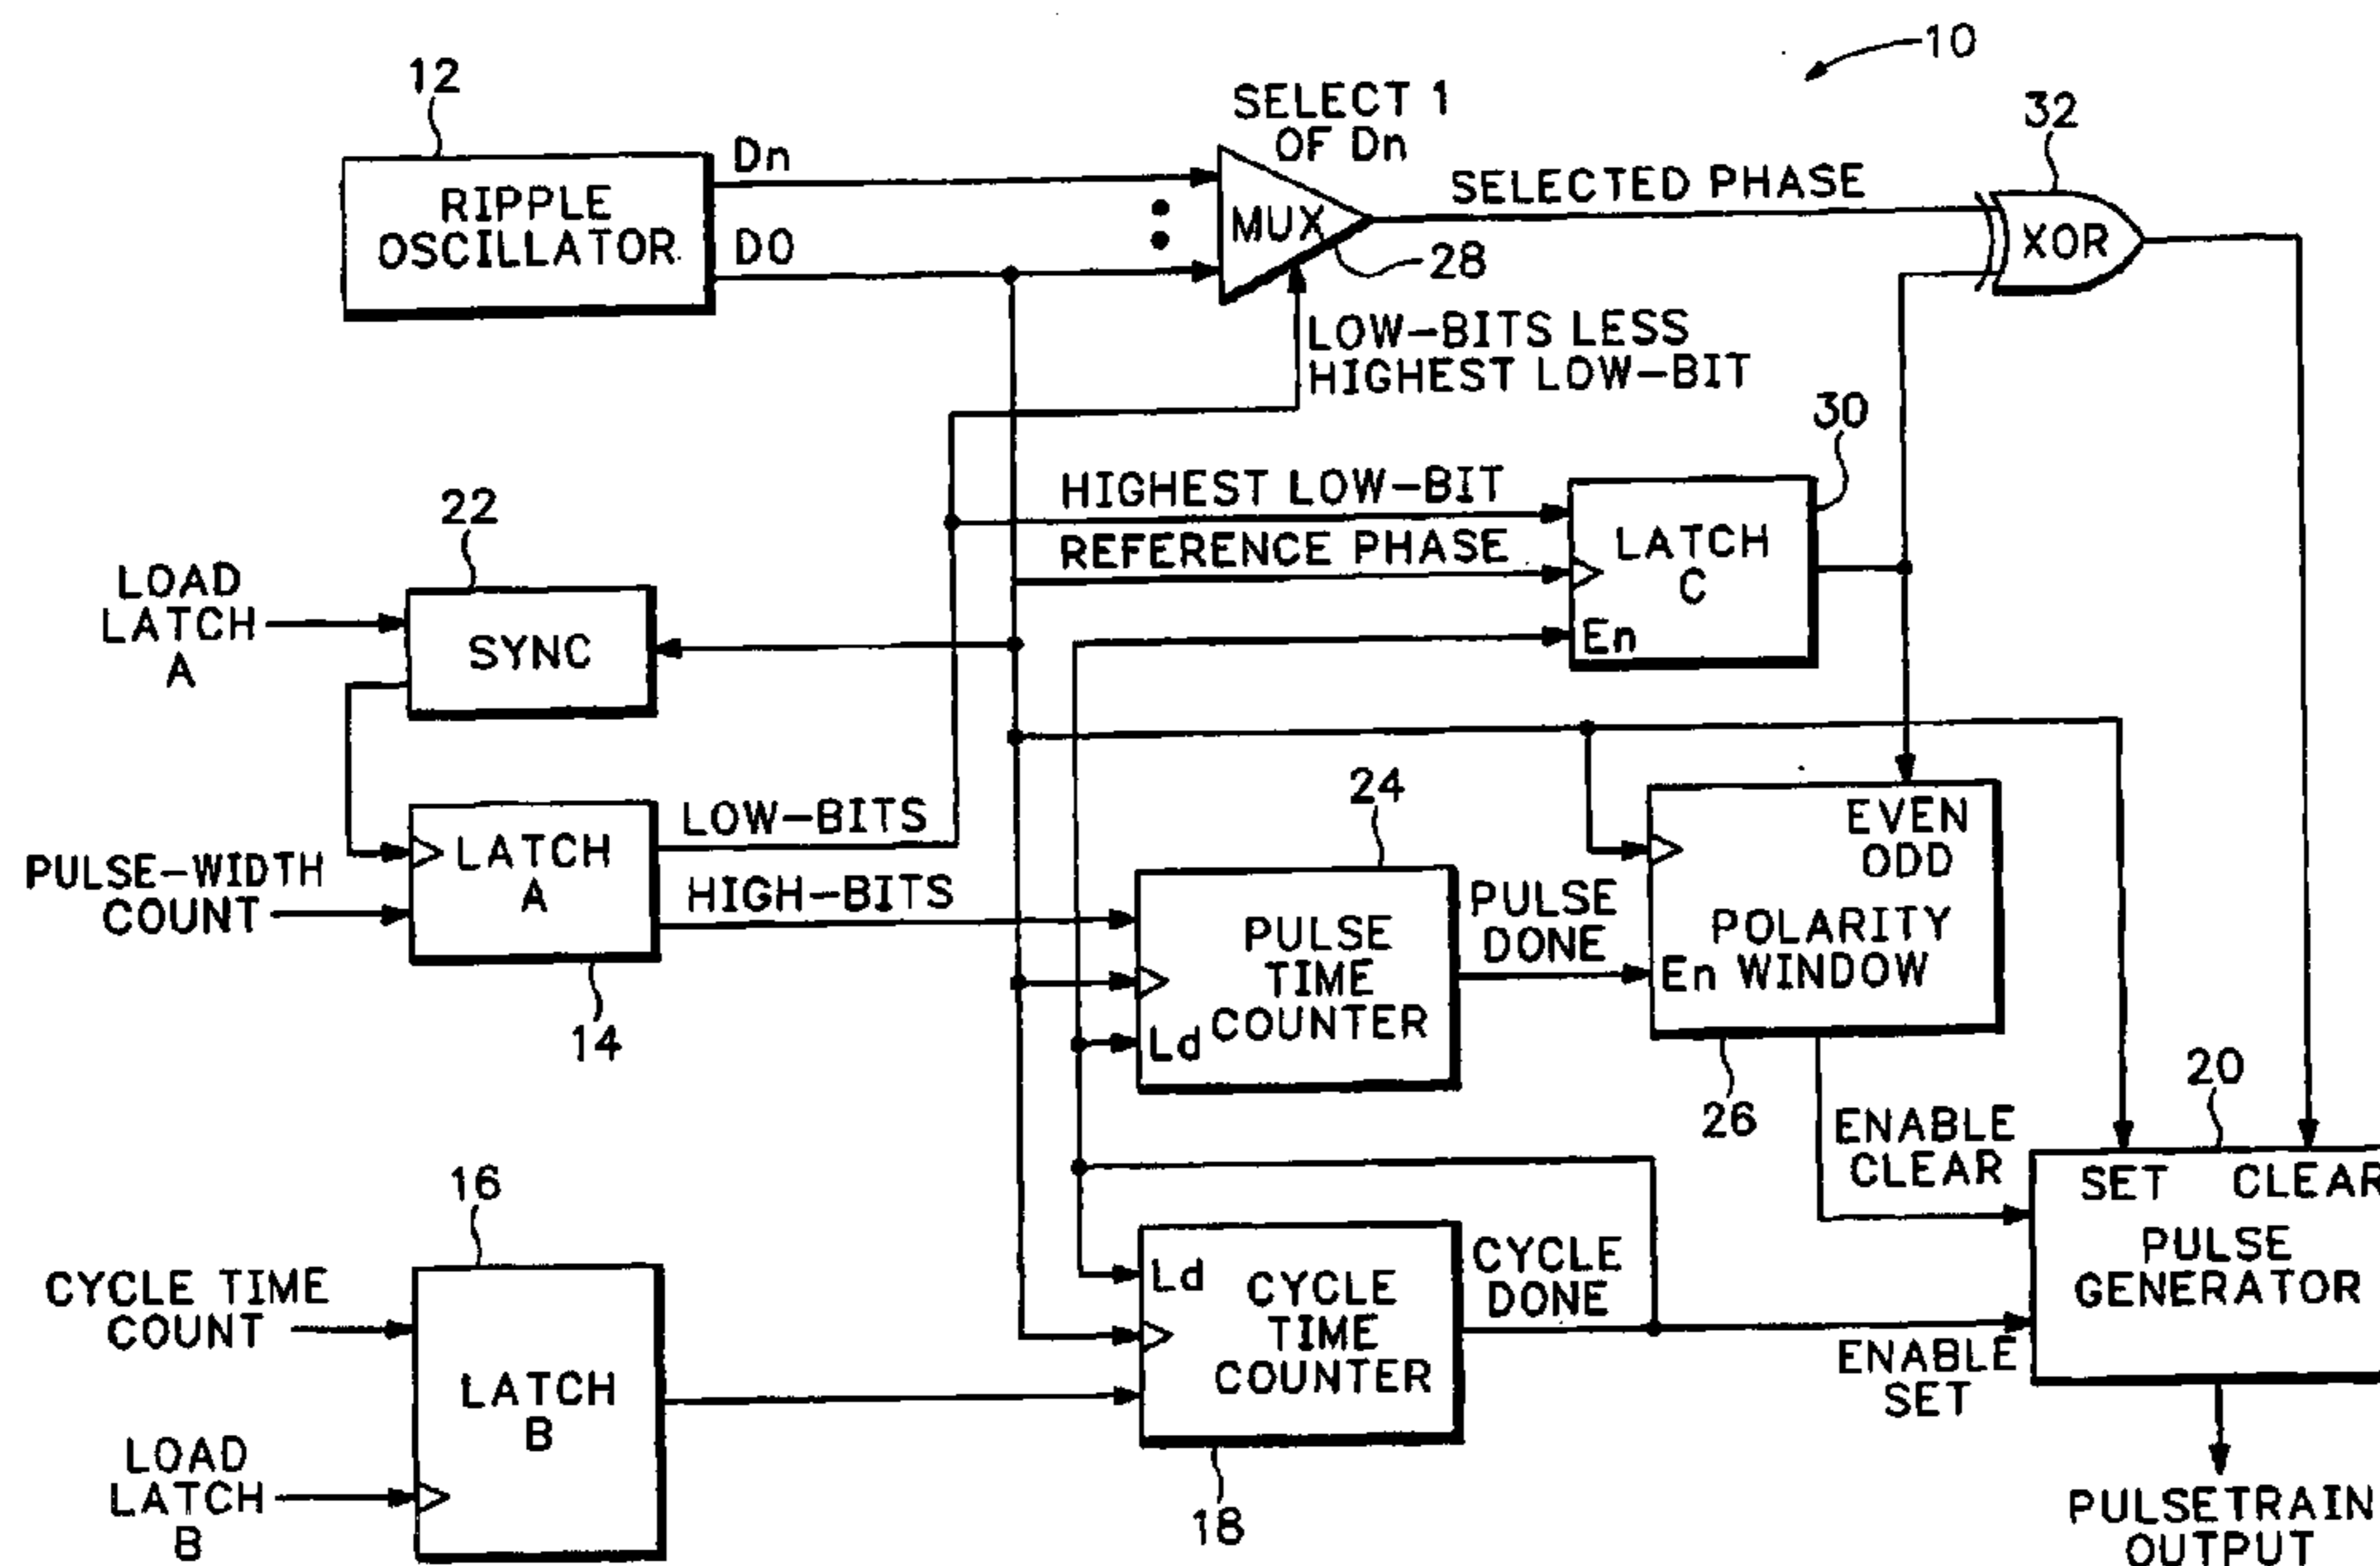 10
12
SELECT 1
OF Dn
32
Dn
RIPPLE
OSCILLATOR
D0
MUX
SELECTED PHASE
XOR
28
LOW-BITS LESS
HIGHEST LOW-BIT
30
22
HIGHEST LOW-BIT
REFERENCE PHASE
LATCH
C
En
LOAD
LATCH
A
SYNC
24
EVEN
ODD
LOW-BITS
LATCH
A
HIGH-BITS
PULSE-WIDTH
COUNT
PULSE
DONE
POLARITY
En WINDOW
PULSE
TIME
COUNTER
Ld
14
26
20
ENABLE
CLEAR
SET CLEAR
16
PULSE
GENERATOR
CYCLE TIME
COUNT
Ld
CYCLE
TIME
COUNTER
CYCLE
DONE
ENABLE
SET
LATCH
B
LOAD
LATCH
B
18
PULSETRAIN
OUTPUT